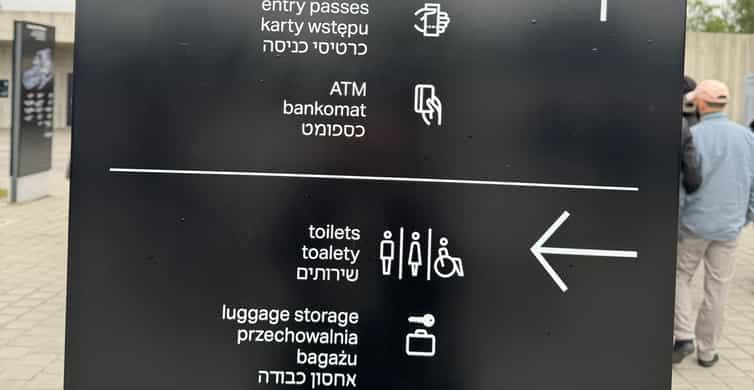 entry passes
karty wstępu
כרטיסי כניסה
ATM
bankomat
כספומט
toilets
toalety
שירותים
luggage storage
przechowalnia
bagażu
אחסון כבודה